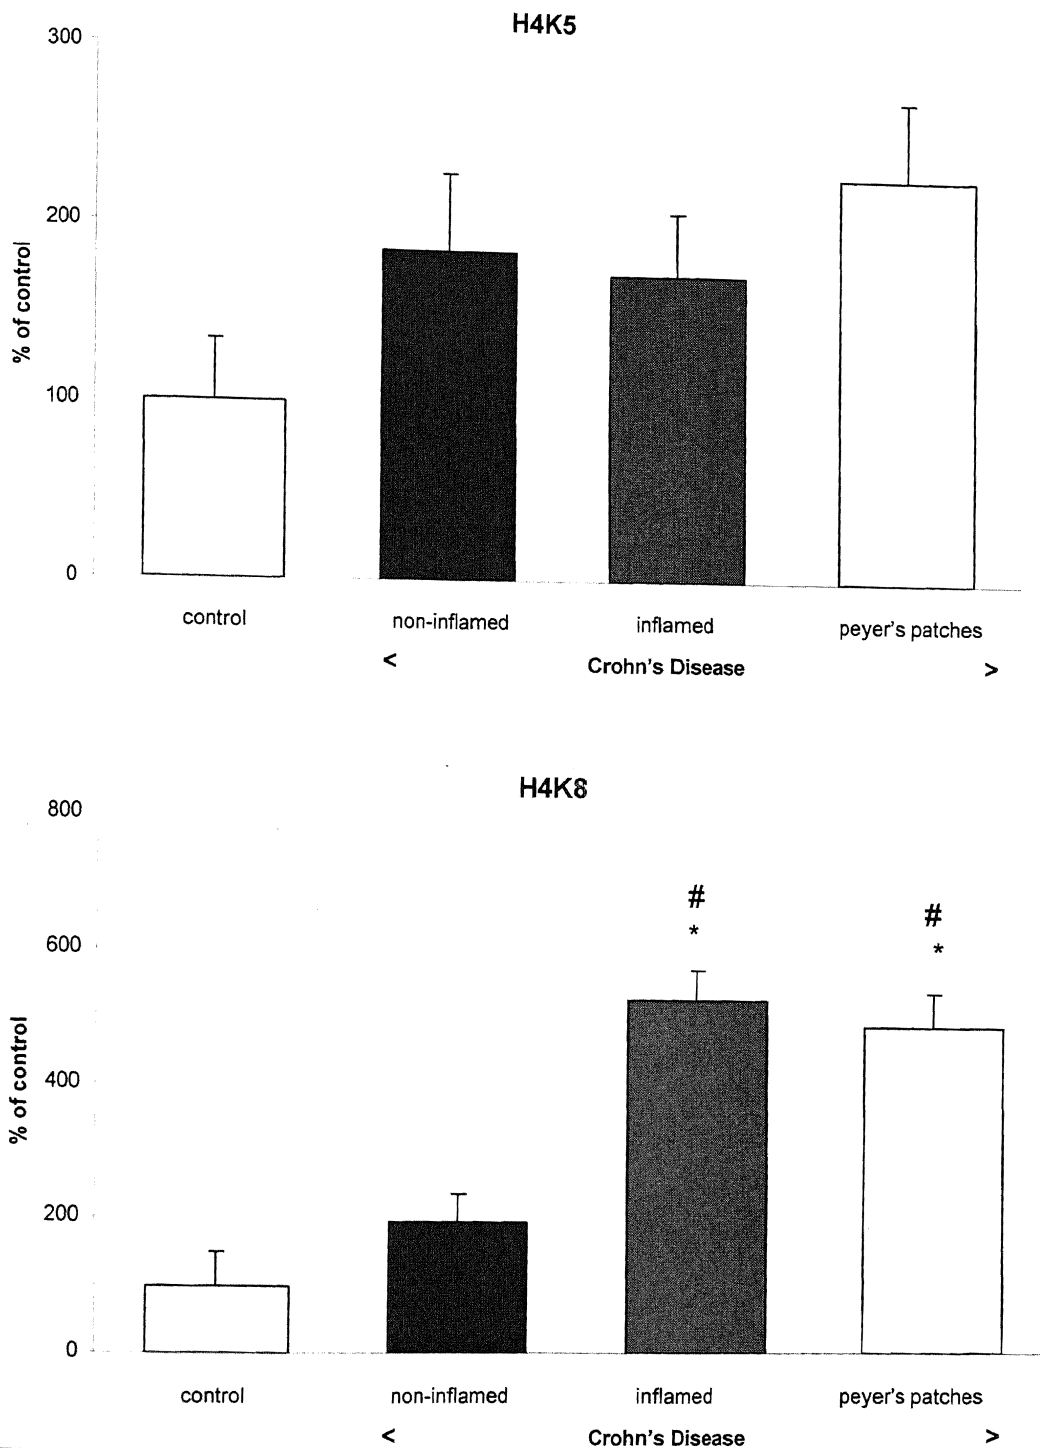 H4K5
300
200
100
0
% of control
control non-inflamed inflamed peyer's patches
< Crohn's Disease >
H4K8
800
600
400
200
0
% of control
# #
* *
control non-inflamed inflamed peyer's patches
< Crohn's Disease >